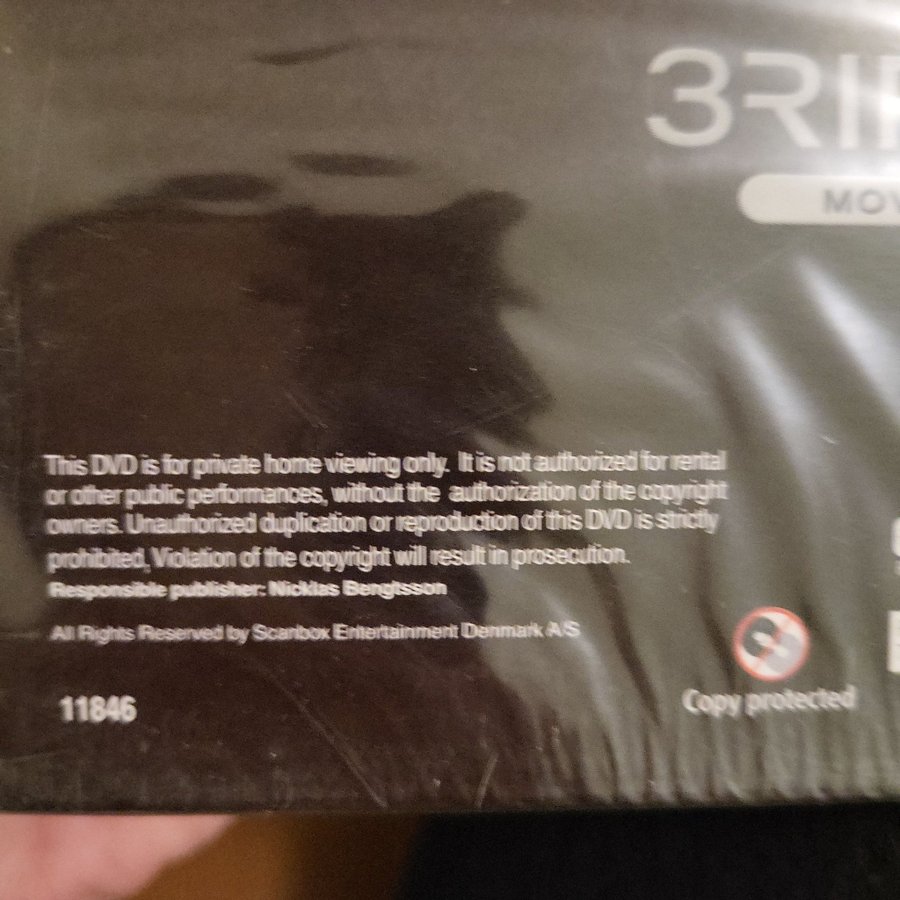 3RI
MOV
This DVD is for private home viewing only. It is not authorized for rental
or other public performances, without the authorization of the copyright
owners. Unauthorized duplication or reproduction of this DVD is strictly
prohibited, Violation of the copyright will result in prosecution.
Responsible publisher: Nicklas Bengtsson
All Rights Reserved by Scanbox Entertainment Denmark A/S
Copy protected
11846